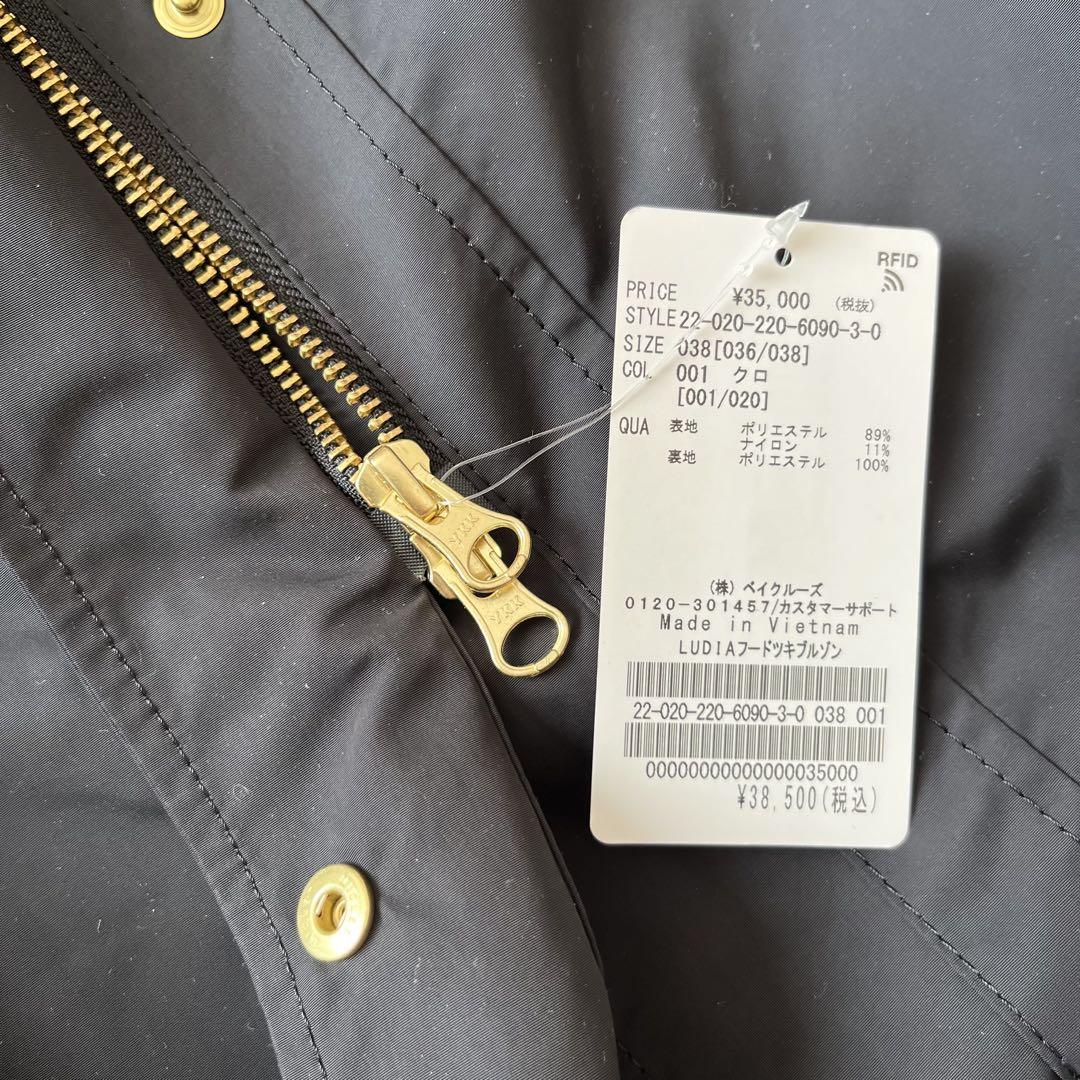 RFID
PRICE ¥35,000 (税抜)
STYLE 22-020-220-6090-3-0
SIZE 038[036/038]
COL 001 クロ
[001/020]
QUA 表地 ポリエステル 89%
ナイロン 11%
裏地 ポリエステル 100%
(株) ベイクルーズ
0120-301457/カスタマーサポート
Made in Vietnam
LUDIAフードツキブルゾン
22-020-220-6090-3-0 038 001
00000000000000035000
¥38,500(税込)
YKK
YKK